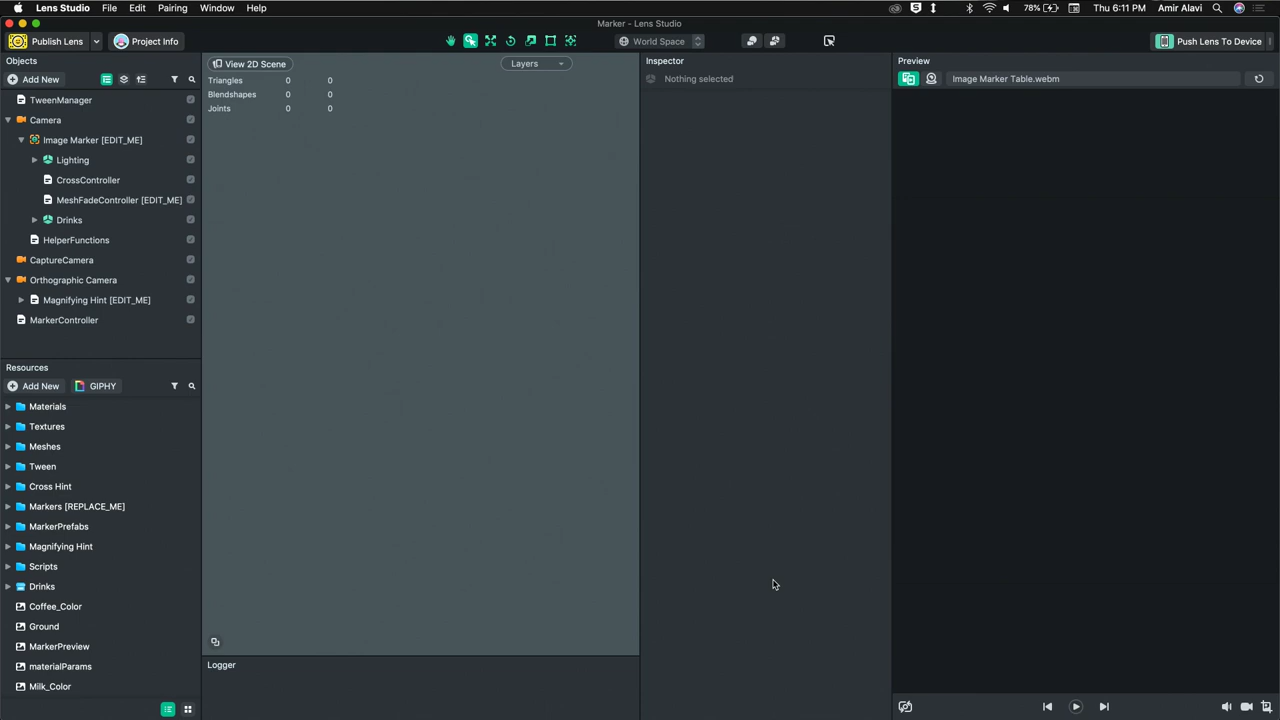 Lens Studio File Edit Pairing Window Help 78% Thu 6:11 PM Amir Alavi
Marker - Lens Studio
Publish Lens Project Info World Space Push Lens To Device
Objects
Add New
TweenManager
Camera
Image Marker [EDIT_ME]
Lighting
CrossController
MeshFadeController [EDIT_ME]
Drinks
HelperFunctions
CaptureCamera
Orthographic Camera
Magnifying Hint [EDIT_ME]
MarkerController
Resources
Add New GIPHY
Materials
Textures
Meshes
Tween
Cross Hint
Markers [REPLACE_ME]
MarkerPrefabs
Magnifying Hint
Scripts
Drinks
Coffee_Color
Ground
MarkerPreview
materialParams
Milk_Color
View 2D Scene Layers
Triangles 0 0
Blendshapes 0 0
Joints 0 0
Logger
Inspector
Nothing selected
Preview
Image Marker Table.webm